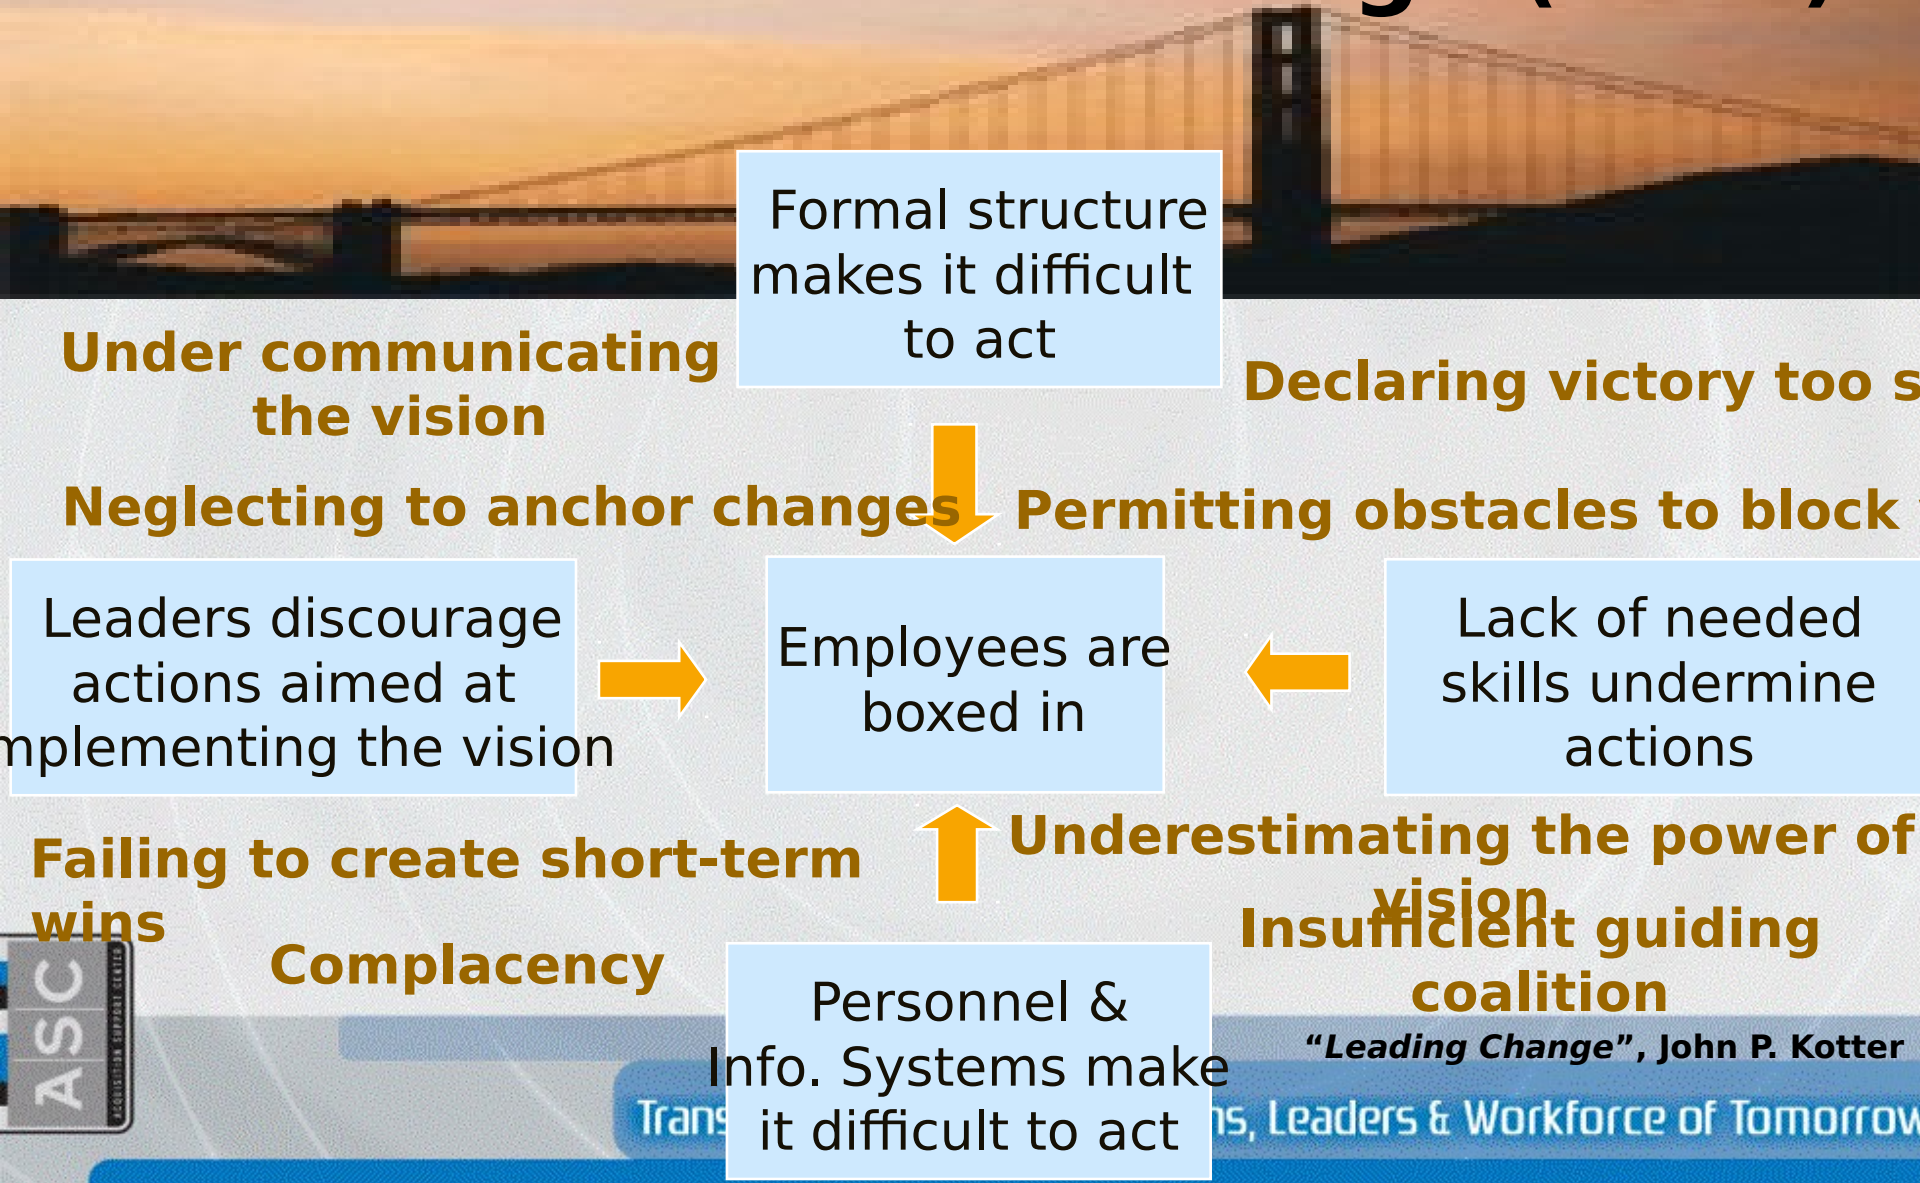 Formal structure
makes it difficult
to act
Under communicating
the vision
Declaring victory too
Neglecting to anchor changes
Permitting obstacles to block
Leaders discourage
actions aimed at
the vision
Employees are
boxed in
Lack of needed
skills undermine
actions
Failing to create short-term
wins
Underestimating the power of
vision
Complacency
Insufficient guiding
coalition
Personnel &
Info. Systems make
it difficult to act
“Leading Change”, John P. Kotter
ASC
ACQUISITION SUPPORT CENTER
Leaders & Workforce of Tomorrow